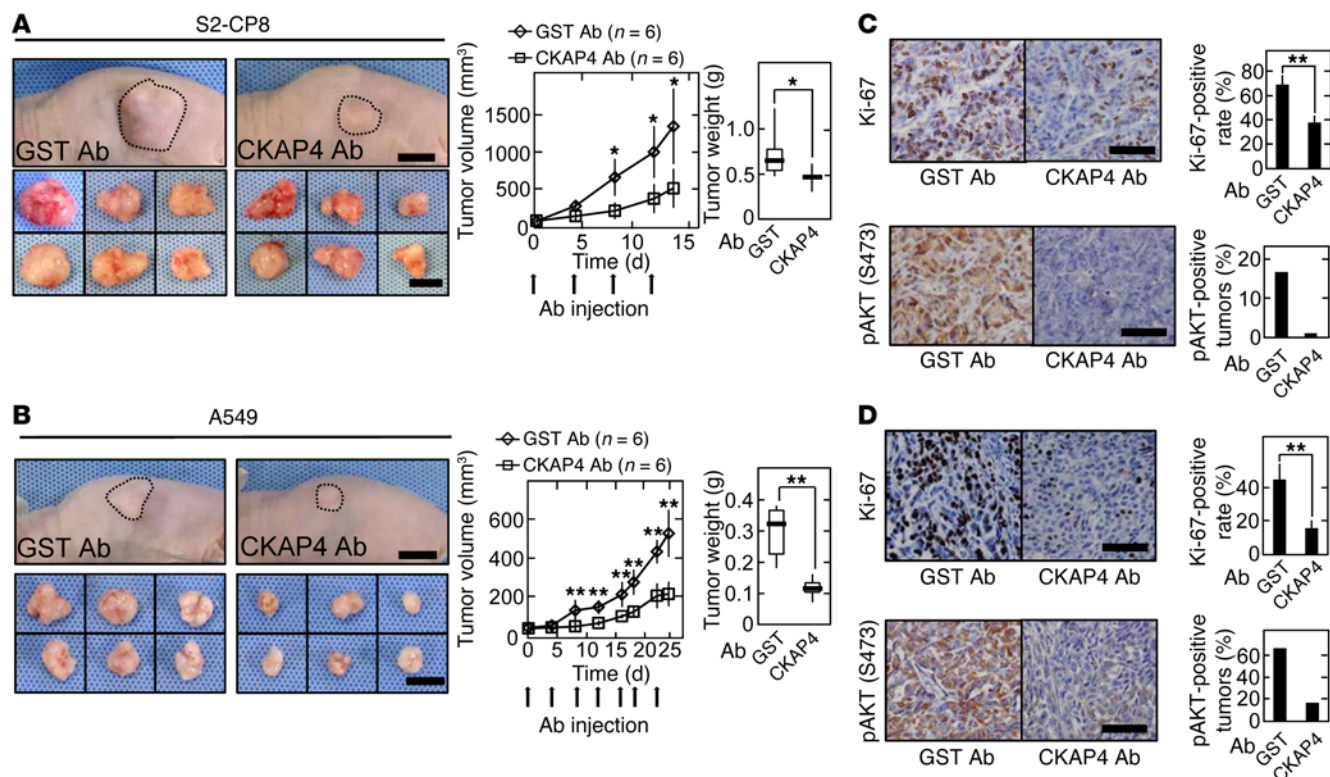 A
S2-CP8
GST Ab
CKAP4 Ab
GST Ab (n = 6)
CKAP4 Ab (n = 6)
Tumor volume (mm³)
1500
1000
500
0
* * * *
0 5 10 15
Time (d)
Ab injection
Tumor weight (g)
1.0
0.5
0
*
Ab GST CKAP4
B
A549
GST Ab
CKAP4 Ab
GST Ab (n = 6)
CKAP4 Ab (n = 6)
Tumor volume (mm³)
800
600
400
200
0
** ** ** ** ** **
0 5 10 15 20 25
Time (d)
Ab injection
Tumor weight (g)
0.4
0.3
0.2
0.1
0
**
Ab GST CKAP4
C
Ki-67
GST Ab
CKAP4 Ab
Ki-67-positive
rate (%)
80
60
40
20
0
**
Ab GST CKAP4
pAKT (S473)
GST Ab
CKAP4 Ab
pAKT-positive
tumors (%)
20
10
0
Ab GST CKAP4
D
Ki-67
GST Ab
CKAP4 Ab
Ki-67-positive
rate (%)
40
20
0
**
Ab GST CKAP4
pAKT (S473)
GST Ab
CKAP4 Ab
pAKT-positive
tumors (%)
60
40
20
0
Ab GST CKAP4